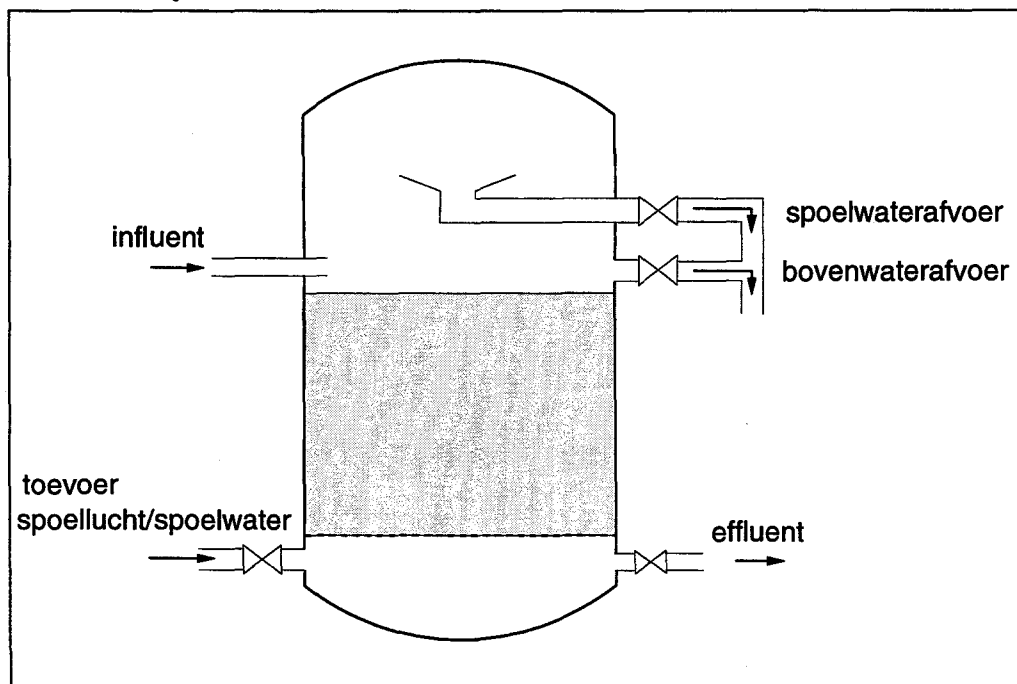 spoelwaterafvoer
influent
bovenwaterafvoer
toevoer
spoellucht/spoelwater
effluent